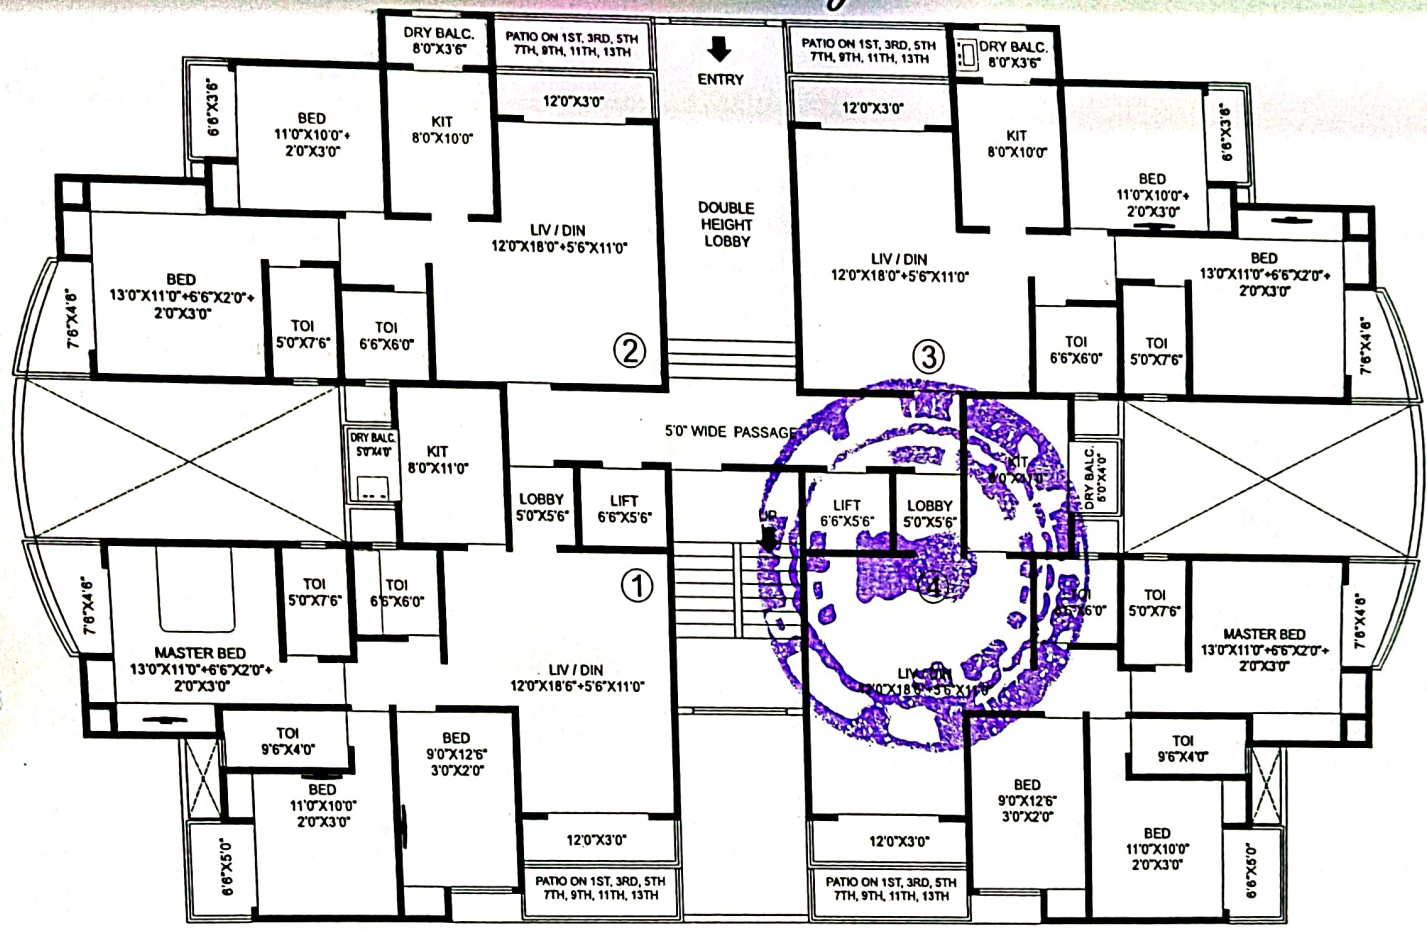 DRY BALC.
8'0"X3'6"
PATIO ON 1ST, 3RD, 5TH
7TH, 9TH, 11TH, 13TH
ENTRY
PATIO ON 1ST, 3RD, 5TH
7TH, 9TH, 11TH, 13TH
DRY BALC.
8'0"X3'6"
6'6"X3'6"
BED
11'0"X10'0"+
2'0"X3'0"
KIT
8'0"X10'0"
12'0"X3'0"
12'0"X3'0"
KIT
8'0"X10'0"
BED
11'0"X10'0"+
2'0"X3'0"
6'6"X3'6"
DOUBLE
HEIGHT
LOBBY
LIV / DIN
12'0"X18'0"+5'6"X11'0"
LIV / DIN
12'0"X18'0"+5'6"X11'0"
BED
13'0"X11'0"+6'6"X2'0"+
2'0"X3'0"
BED
13'0"X11'0"+6'6"X2'0"+
2'0"X3'0"
7'6"X4'6"
TOI
5'0"X7'6"
TOI
6'6"X6'0"
2
3
TOI
6'6"X6'0"
TOI
5'0"X7'6"
7'6"X4'6"
DRY BALC.
5'0"X4'0"
KIT
8'0"X11'0"
5'0" WIDE PASSAGE
KIT
DRY BALC.
LOBBY
5'0"X5'6"
LIFT
6'6"X5'6"
UP
LIFT
6'6"X5'6"
LOBBY
5'0"X5'6"
7'6"X4'6"
TOI
5'0"X7'6"
TOI
6'6"X6'0"
1
4
TOI
6'6"X6'0"
TOI
5'0"X7'6"
7'6"X4'6"
MASTER BED
13'0"X11'0"+6'6"X2'0"+
2'0"X3'0"
LIV / DIN
12'0"X18'6"+5'6"X11'0"
LIV / DIN
12'0"X18'6"+5'6"X11'0"
MASTER BED
13'0"X11'0"+6'6"X2'0"+
2'0"X3'0"
TOI
9'6"X4'0"
BED
9'0"X12'6"
3'0"X2'0"
TOI
9'6"X4'0"
BED
11'0"X10'0"
2'0"X3'0"
BED
9'0"X12'6"
3'0"X2'0"
BED
11'0"X10'0"
2'0"X3'0"
6'6"X5'0"
12'0"X3'0"
12'0"X3'0"
6'6"X5'0"
PATIO ON 1ST, 3RD, 5TH
7TH, 9TH, 11TH, 13TH
PATIO ON 1ST, 3RD, 5TH
7TH, 9TH, 11TH, 13TH